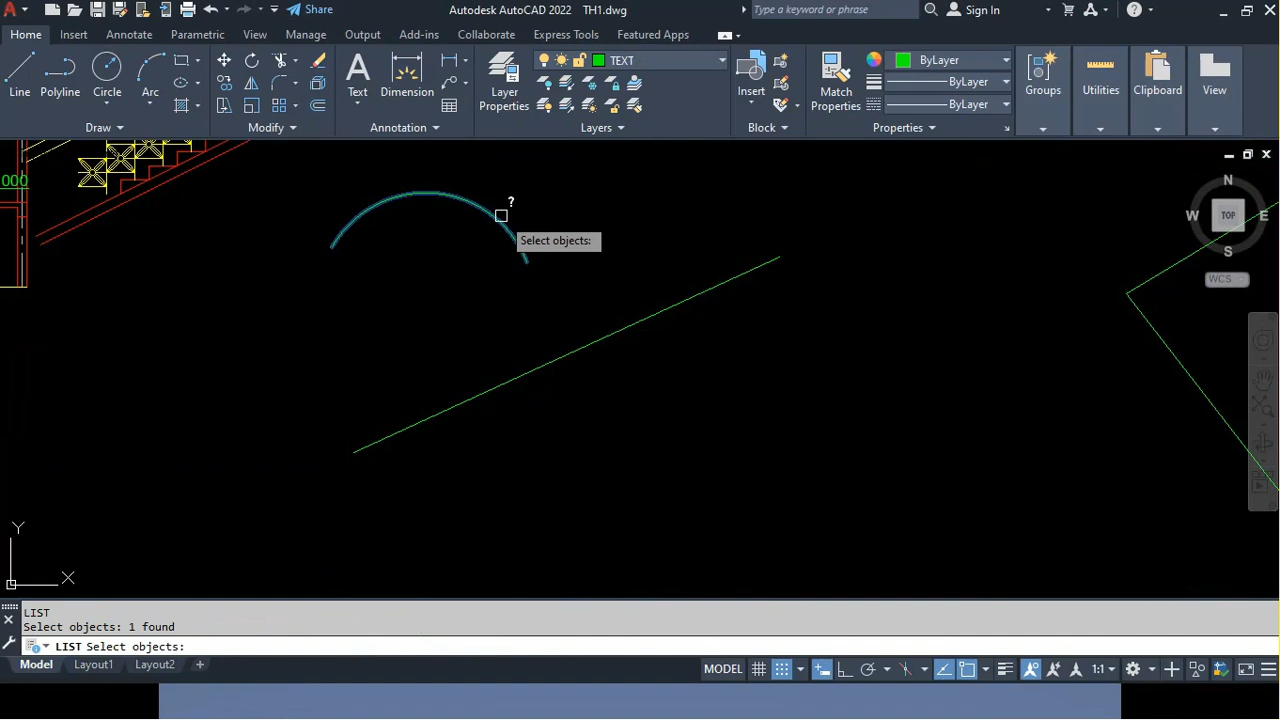 Share
Autodesk AutoCAD 2022 TH1.dwg
Type a keyword or phrase
Sign In
Home Insert Annotate Parametric View Manage Output Add-ins Collaborate Express Tools Featured Apps
Line Polyline Circle Arc
Draw
Modify
Text Dimension
Annotation
Layer Properties
TEXT
Layers
Insert
Block
Match Properties
ByLayer
ByLayer
ByLayer
Properties
Groups
Utilities
Clipboard
View
000
?
Select objects:
N
W TOP E
S
WCS
Y
X
LIST
Select objects: 1 found
LIST Select objects:
Model Layout1 Layout2 +
MODEL
1:1